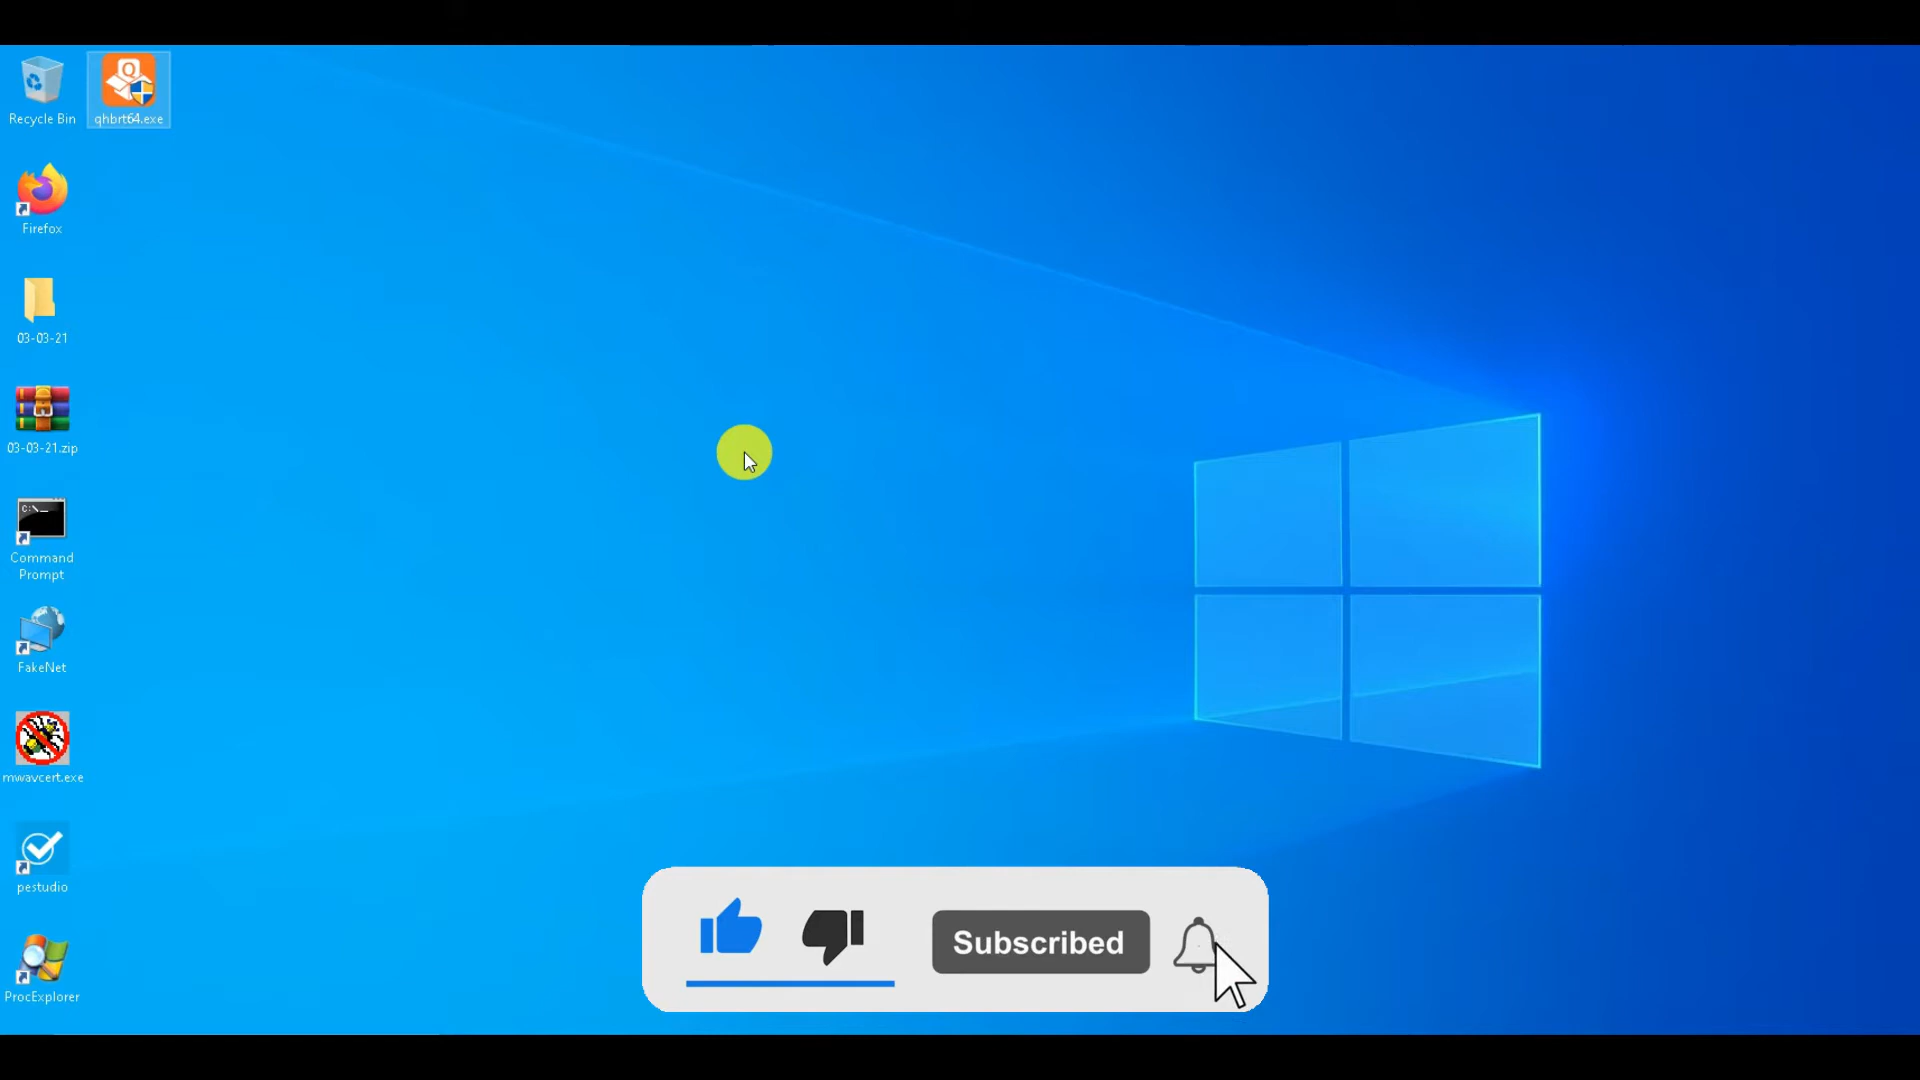 Recycle Bin
qhbrt64.exe
Firefox
03-03-21
03-03-21.zip
C:\_
Command
Prompt
FakeNet
mwavcert.exe
pestudio
ProcExplorer
Subscribed